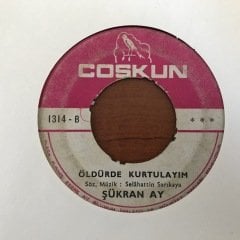 COŞKUN
1314 - B
* * *
ÖLDÜRDE KURTULAYIM
Söz, Müzik : Selâhattin Sarıkaya
ŞÜKRAN AY